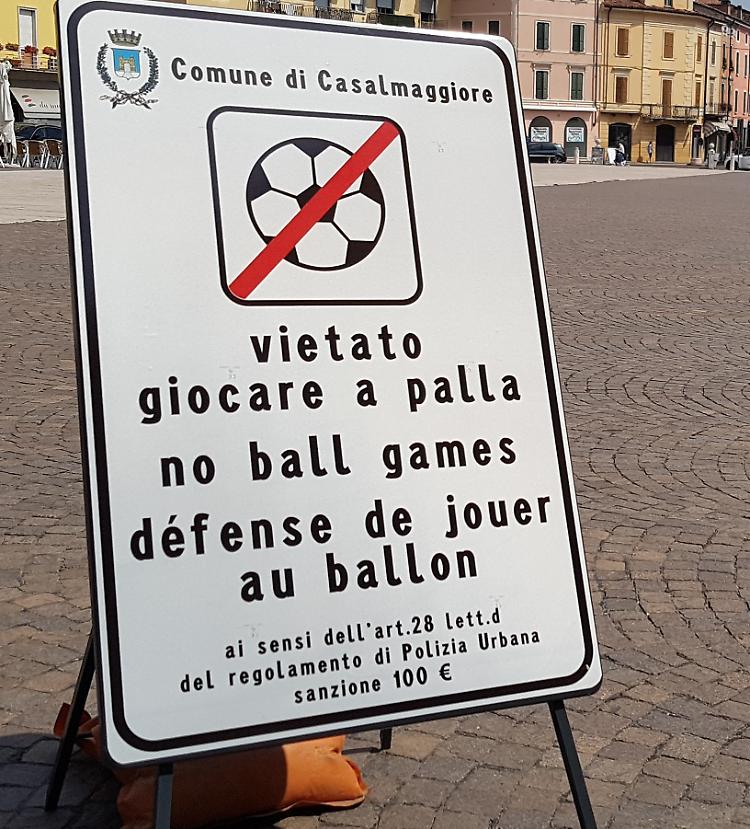 Comune di Casalmaggiore
vietato
giocare a palla
no ball games
défense de jouer
au ballon
ai sensi dell'art.28 lett.d
del regolamento di Polizia Urbana
sanzione 100 €